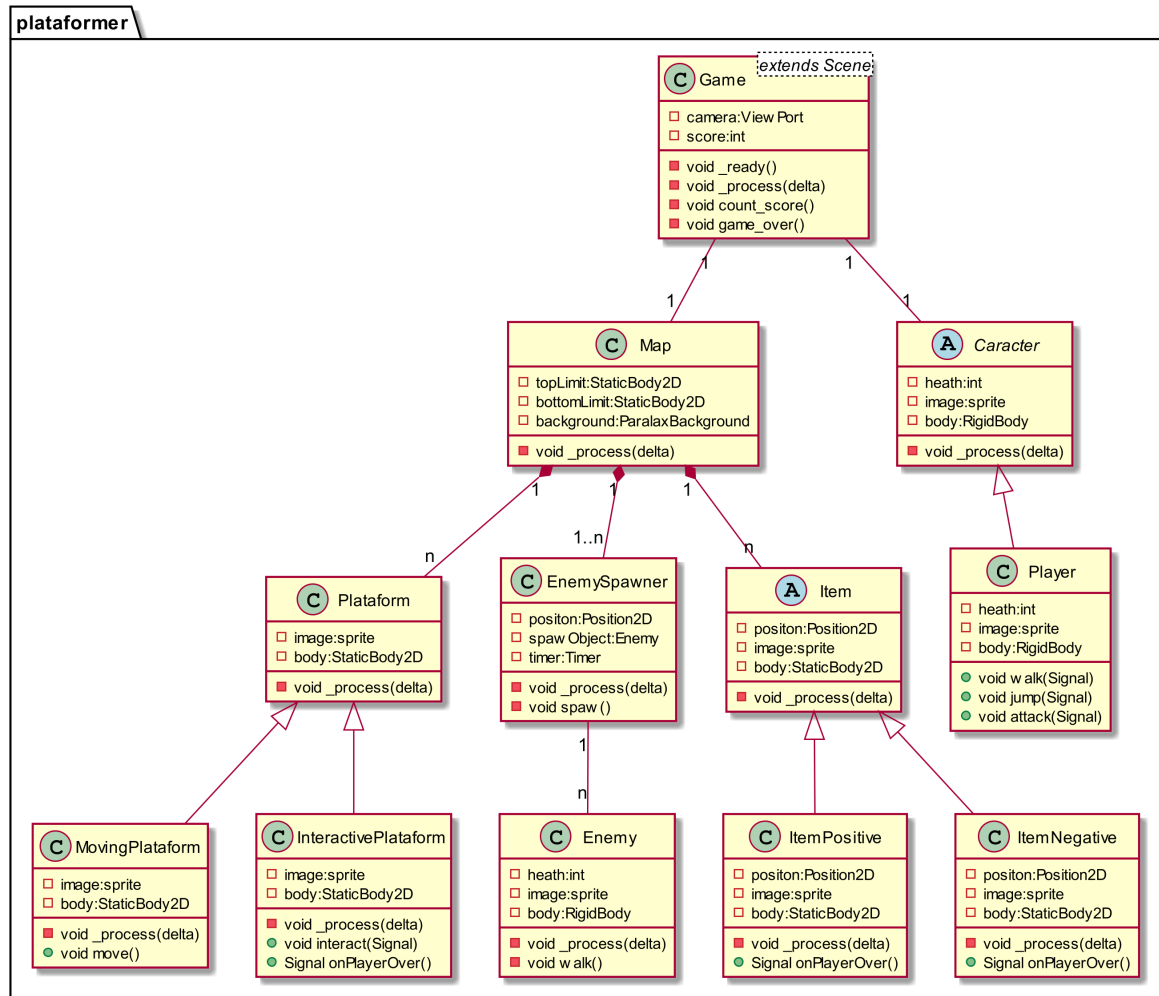 plataformer
extends Scene
C Game
camera:ViewPort
score:int
void _ready()
void _process(delta)
void count_score()
void game_over()
1
1
1
1
C Map
topLimit:StaticBody2D
bottomLimit:StaticBody2D
background:ParalaxBackground
void _process(delta)
A Caracter
heath:int
image:sprite
body:RigidBody
void _process(delta)
1
1
1
n
1..n
n
C Plataform
image:sprite
body:StaticBody2D
void _process(delta)
C EnemySpawner
positon:Position2D
spawObject:Enemy
timer:Timer
void _process(delta)
void spaw()
A Item
positon:Position2D
image:sprite
body:StaticBody2D
void _process(delta)
C Player
heath:int
image:sprite
body:RigidBody
void walk(Signal)
void jump(Signal)
void attack(Signal)
1
n
C MovingPlataform
image:sprite
body:StaticBody2D
void _process(delta)
void move()
C InteractivePlataform
image:sprite
body:StaticBody2D
void _process(delta)
void interact(Signal)
Signal onPlayerOver()
C Enemy
heath:int
image:sprite
body:RigidBody
void _process(delta)
void walk()
C ItemPositive
positon:Position2D
image:sprite
body:StaticBody2D
void _process(delta)
Signal onPlayerOver()
C ItemNegative
positon:Position2D
image:sprite
body:StaticBody2D
void _process(delta)
Signal onPlayerOver()